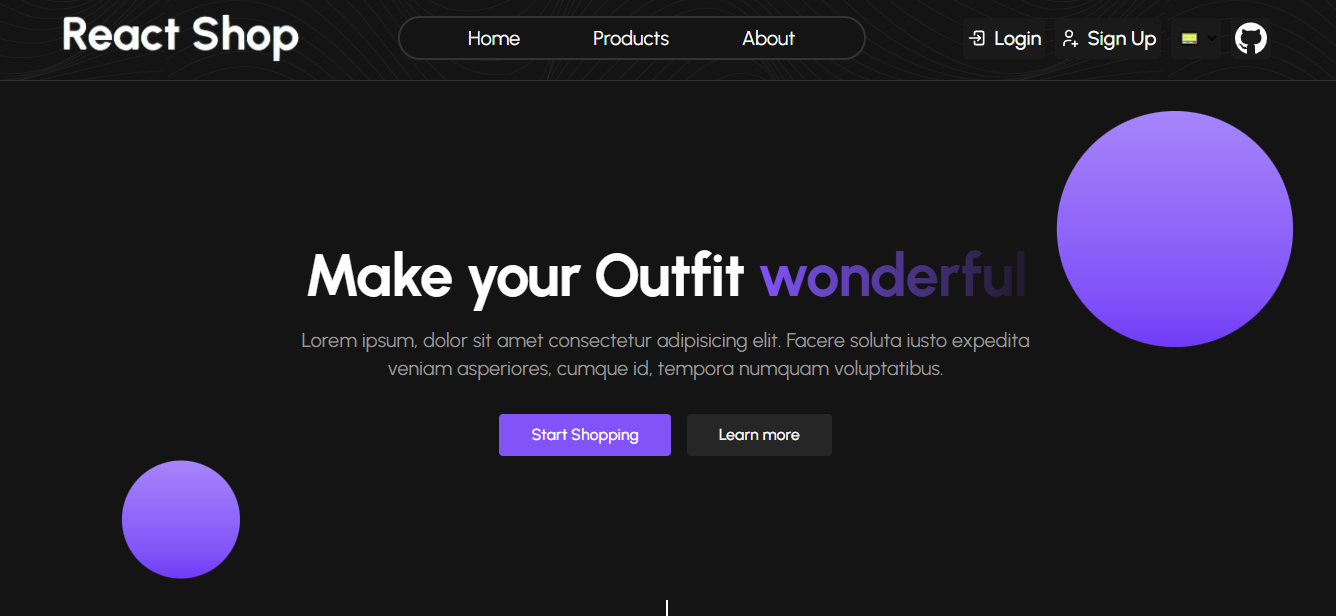 React Shop
Home
Products
About
Login
Sign Up
Make your Outfit wonderful
Lorem ipsum, dolor sit amet consectetur adipisicing elit. Facere soluta iusto expedita
veniam asperiores, cumque id, tempora numquam voluptatibus.
Start Shopping
Learn more